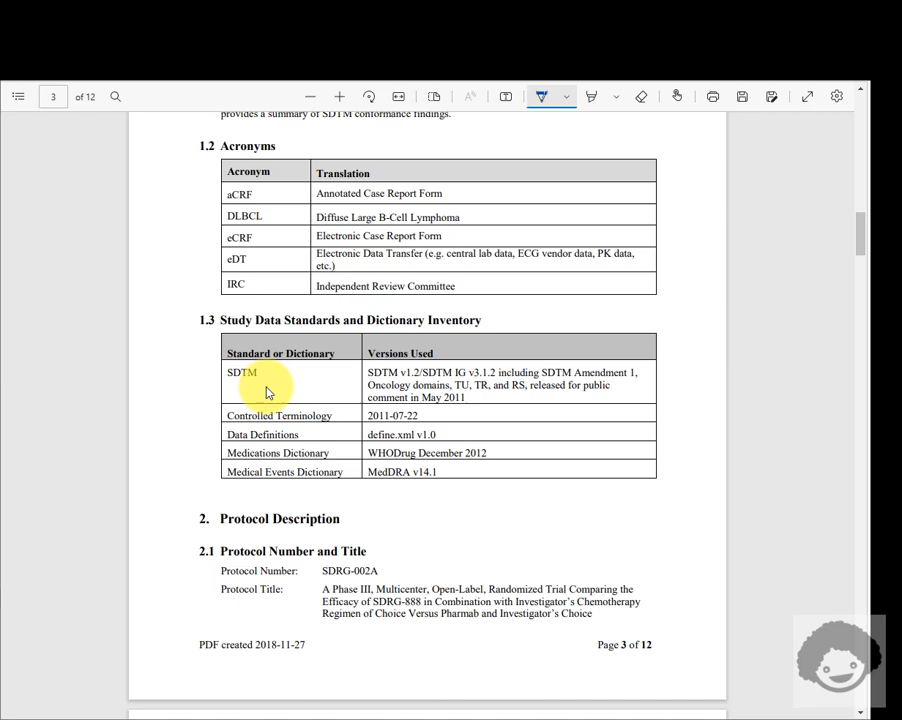 3 of 12
provides a summary of SDTM conformance findings.
1.2 Acronyms
Acronym Translation
aCRF Annotated Case Report Form
DLBCL Diffuse Large B-Cell Lymphoma
eCRF Electronic Case Report Form
eDT Electronic Data Transfer (e.g. central lab data, ECG vendor data, PK data,
etc.)
IRC Independent Review Committee
1.3 Study Data Standards and Dictionary Inventory
Standard or Dictionary Versions Used
SDTM SDTM v1.2/SDTM IG v3.1.2 including SDTM Amendment 1,
Oncology domains, TU, TR, and RS, released for public
comment in May 2011
Controlled Terminology 2011-07-22
Data Definitions define.xml v1.0
Medications Dictionary WHODrug December 2012
Medical Events Dictionary MedDRA v14.1
2. Protocol Description
2.1 Protocol Number and Title
Protocol Number: SDRG-002A
Protocol Title: A Phase III, Multicenter, Open-Label, Randomized Trial Comparing the
Efficacy of SDRG-888 in Combination with Investigator's Chemotherapy
Regimen of Choice Versus Pharmab and Investigator's Choice
PDF created 2018-11-27 Page 3 of 12